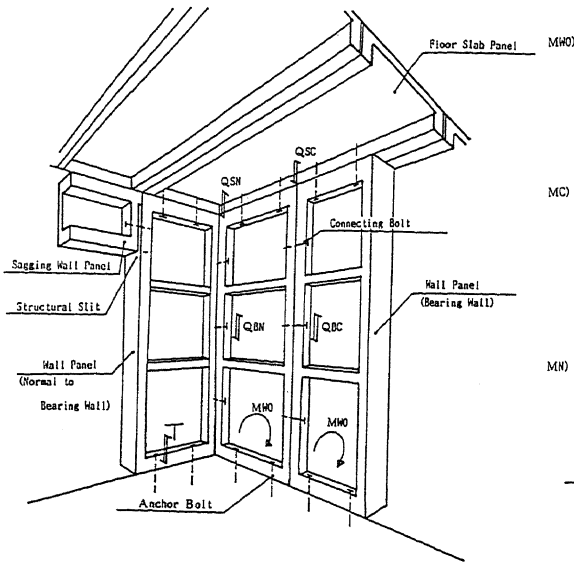 Floor Slab Panel
MWO)
QSC
QSN
MC)
Connecting Bolt
Sagging Wall Panel
Structural Slit
Wall Panel
(Bearing Wall)
QBN
QBC
Wall Panel
(Normal to
Bearing Wall)
MN)
MWO
MWO
T
Anchor Bolt